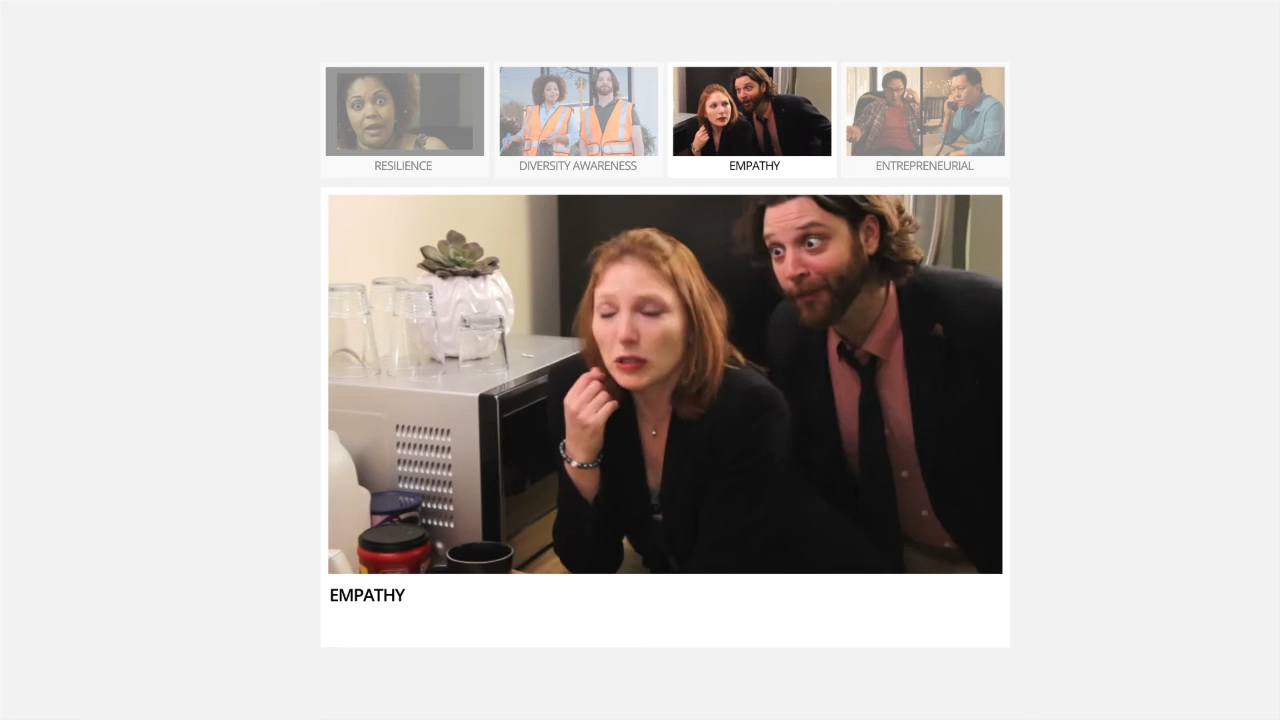 RESILIENCE
DIVERSITY AWARENESS
EMPATHY
ENTREPRENEURIAL
EMPATHY